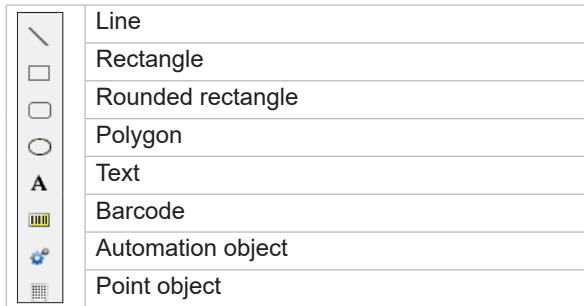 Line
Rectangle
Rounded rectangle
Polygon
A Text
Barcode
Automation object
Point object